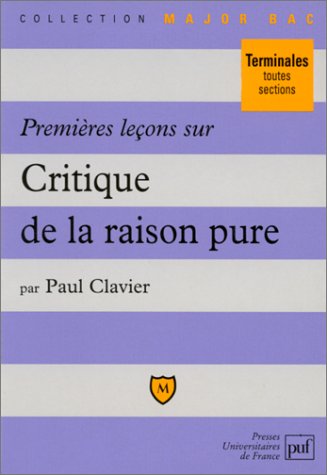 COLLECTION MAJOR BAC
Terminales
toutes
sections
Premières leçons sur
Critique
de la raison pure
par Paul Clavier
M
Presses
Universitaires
de France
puf